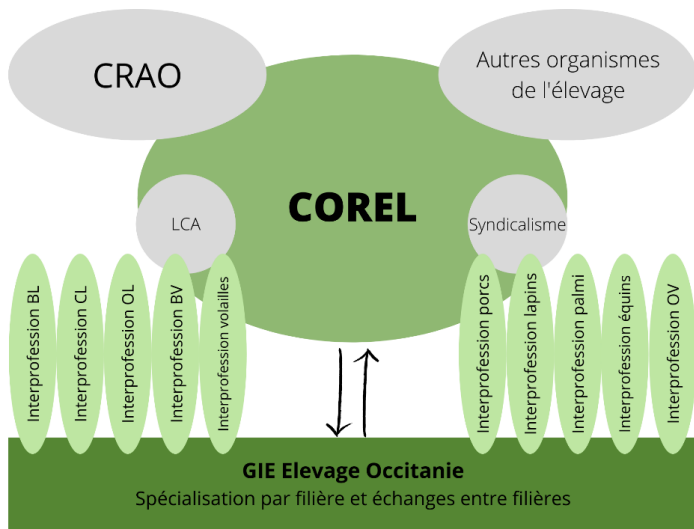 CRAO
Autres organismes
de l'élevage
COREL
LCA
Syndicalisme
Interprofession BL
Interprofession CL
Interprofession OL
Interprofession BV
Interprofession volailles
Interprofession porcs
Interprofession lapins
Interprofession palmi
Interprofession équins
Interprofession OV
GIE Elevage Occitanie
Spécialisation par filière et échanges entre filières